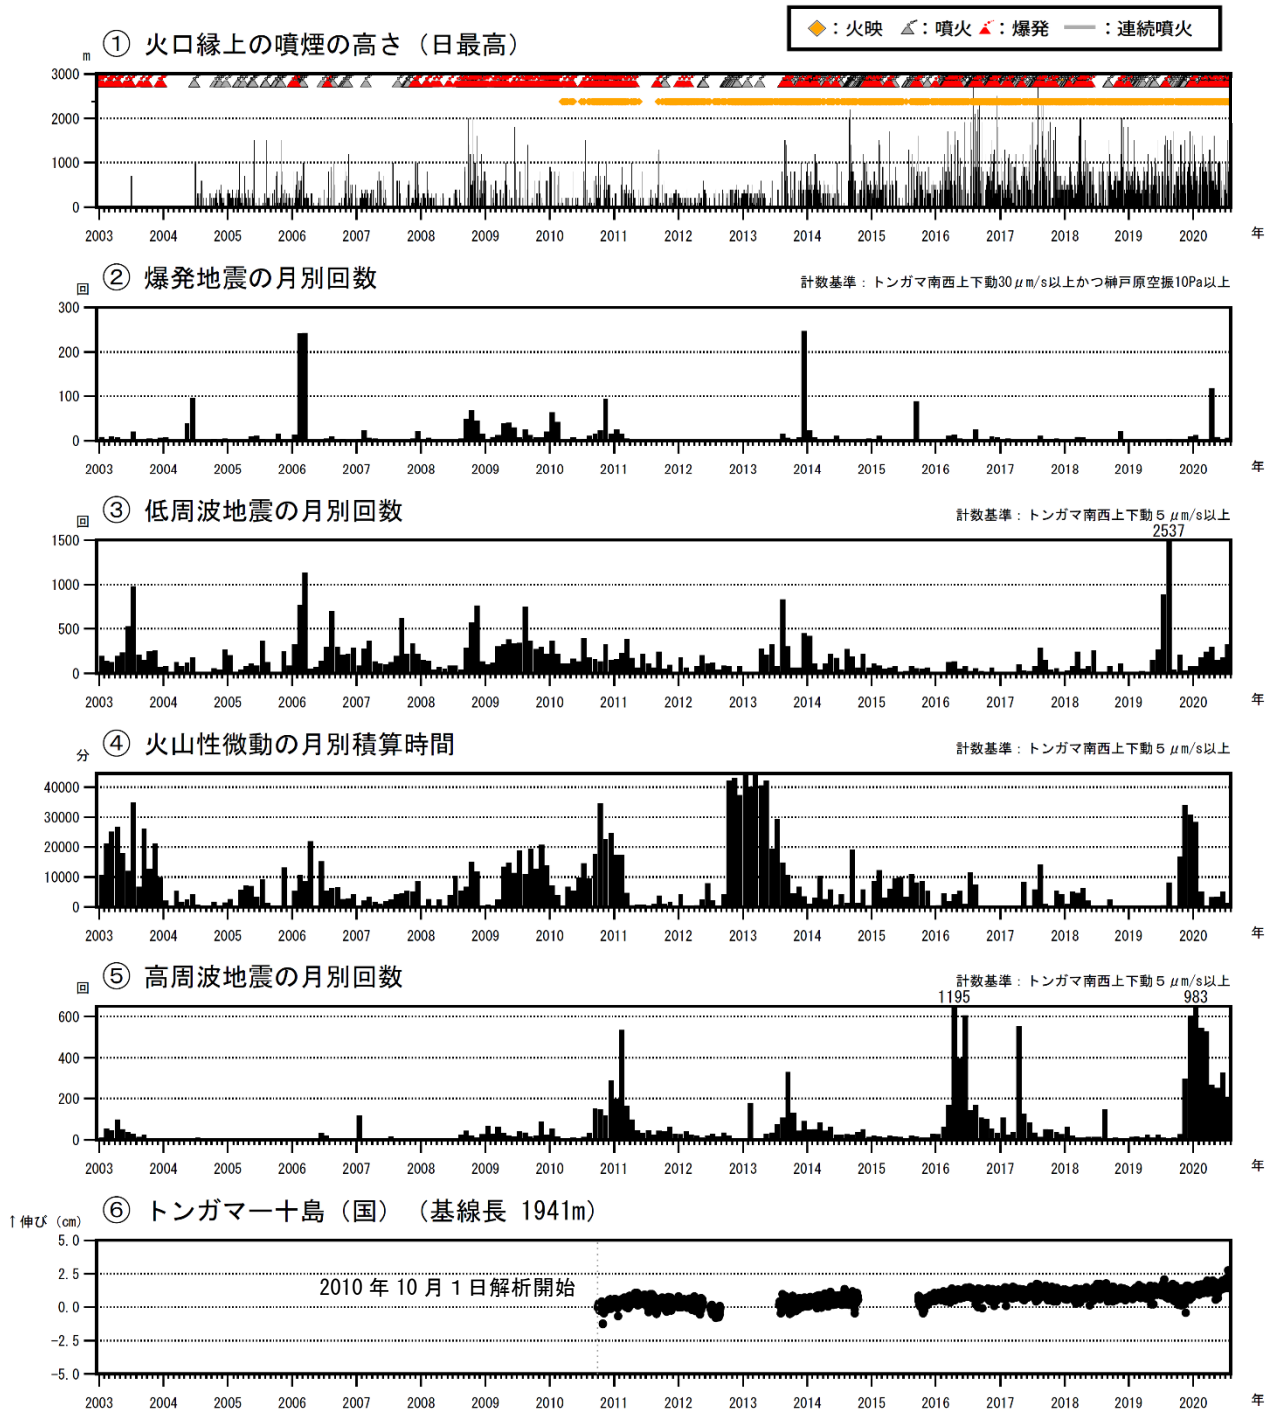 ：火映 ：噴火 ：爆発 ：連続噴火
① 火口縁上の噴煙の高さ（日最高）
m
3000
2000
1000
0
2003 2004 2005 2006 2007 2008 2009 2010 2011 2012 2013 2014 2015 2016 2017 2018 2019 2020 年
② 爆発地震の月別回数
計数基準：トンガマ南西上下動30μm/s以上かつ榊戸原空振10Pa以上
回
300
200
100
0
2003 2004 2005 2006 2007 2008 2009 2010 2011 2012 2013 2014 2015 2016 2017 2018 2019 2020 年
③ 低周波地震の月別回数
計数基準：トンガマ南西上下動５μm/s以上
回
2537
1500
1000
500
0
2003 2004 2005 2006 2007 2008 2009 2010 2011 2012 2013 2014 2015 2016 2017 2018 2019 2020 年
④ 火山性微動の月別積算時間
計数基準：トンガマ南西上下動５μm/s以上
分
40000
30000
20000
10000
0
2003 2004 2005 2006 2007 2008 2009 2010 2011 2012 2013 2014 2015 2016 2017 2018 2019 2020 年
⑤ 高周波地震の月別回数
計数基準：トンガマ南西上下動５μm/s以上
回
1195 983
600
400
200
0
2003 2004 2005 2006 2007 2008 2009 2010 2011 2012 2013 2014 2015 2016 2017 2018 2019 2020 年
⑥ トンガマー十島（国）（基線長 1941m）
↑伸び（cm）
5.0
2.5
2010 年 10 月 1 日解析開始
0.0
-2.5
-5.0
2003 2004 2005 2006 2007 2008 2009 2010 2011 2012 2013 2014 2015 2016 2017 2018 2019 2020 年